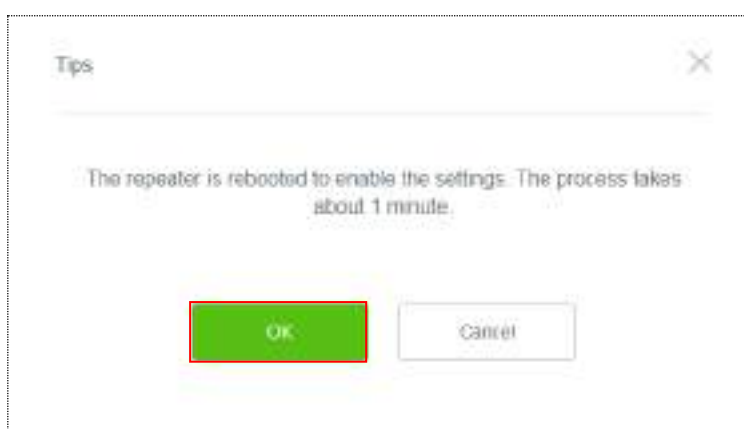 Tips
The repeater is rebooted to enable the settings. The process takes
about 1 minute.
OK
Cancel